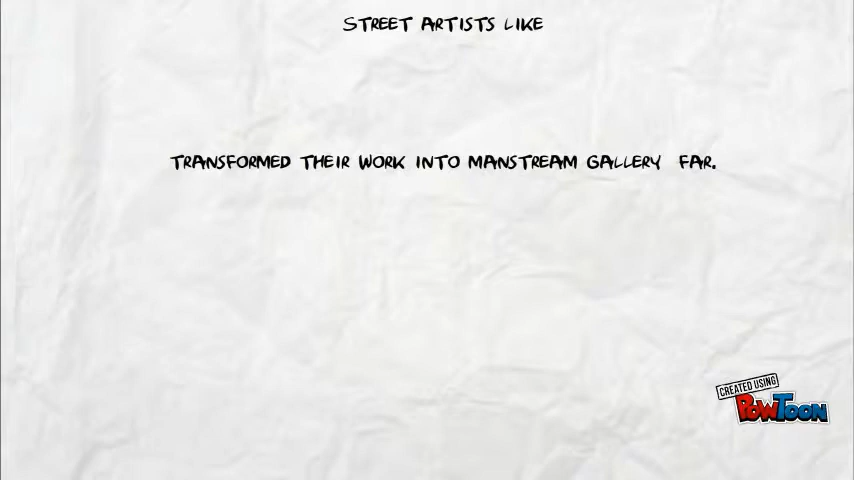 STREET ARTISTS LIKE
TRANSFORMED THEIR WORK INTO MANSTREAM GALLERY FAR.
CREATED USING
POWTOON